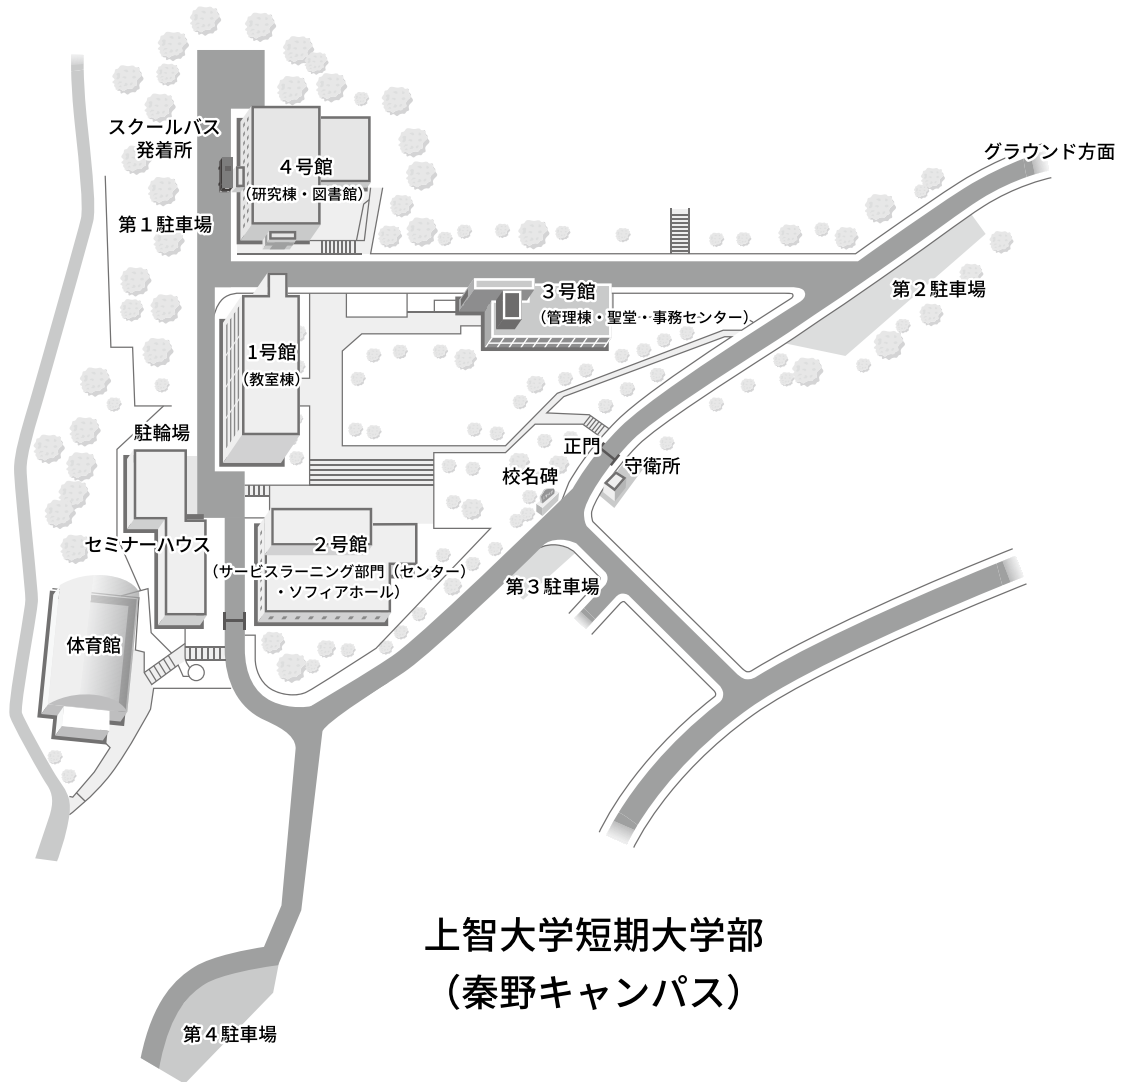 スクールバス
発着所
４号館
（研究棟・図書館）
グラウンド方面
第１駐車場
第２駐車場
３号館
（管理棟・聖堂・事務センター）
1号館
（教室棟）
駐輪場
正門
守衛所
校名碑
セミナーハウス
２号館
（サービスラーニング部門（センター）
・ソフィアホール）
第３駐車場
体育館
上智大学短期大学部
（秦野キャンパス）
第４駐車場